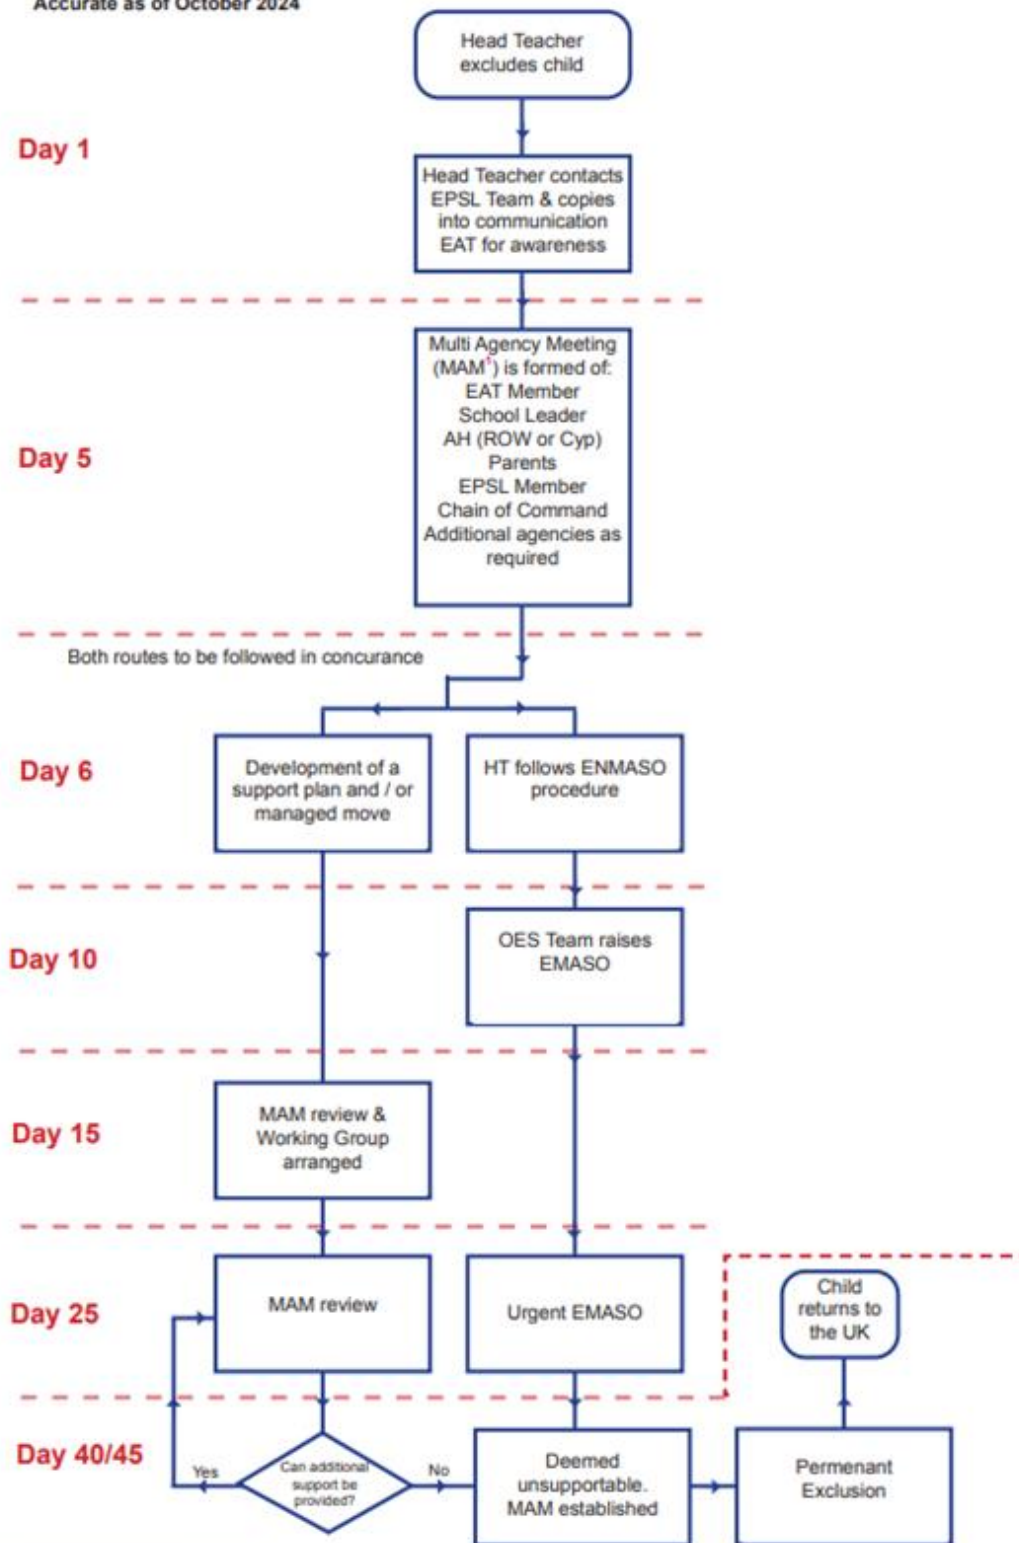 Accurate as of October 2024
Head Teacher
excludes child
Day 1
Head Teacher contacts
EPSL Team & copies
into communication
EAT for awareness
Day 5
Multi Agency Meeting
(MAM¹) is formed of:
EAT Member
School Leader
AH (ROW or Cyp)
Parents
EPSL Member
Chain of Command
Additional agencies as
required
Both routes to be followed in concurance
Day 6
Development of a
support plan and / or
managed move
HT follows ENMASO
procedure
Day 10
OES Team raises
EMASO
Day 15
MAM review &
Working Group
arranged
Day 25
MAM review
Urgent EMASO
Child
returns to
the UK
Day 40/45
Yes
Can additional
support be
provided?
No
Deemed
unsupportable.
MAM established
Permenant
Exclusion